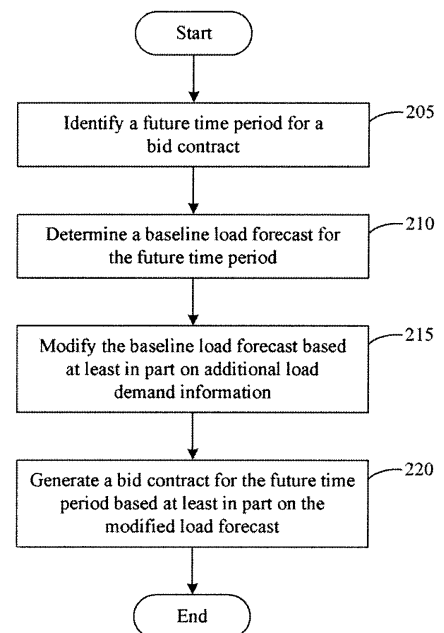 Start
Identify a future time period for a
bid contract
205
Determine a baseline load forecast for
the future time period
210
Modify the baseline load forecast based
at least in part on additional load
demand information
215
Generate a bid contract for the future time
period based at least in part on the
modified load forecast
220
End